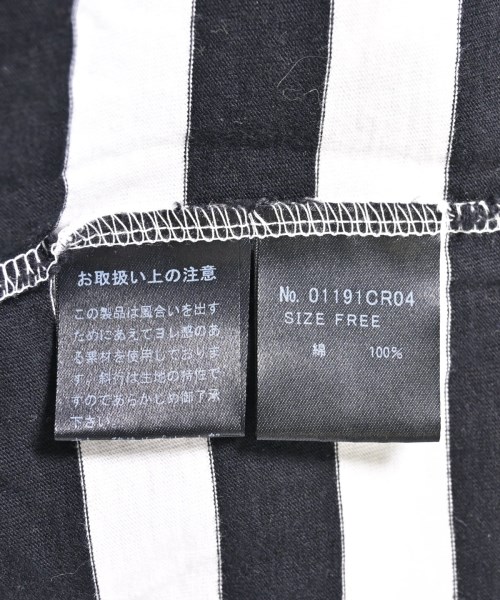 お取扱い上の注意
この製品は風合いを出す
ためにあえてヨレ感のあ
る素材を使用しておりま
す。斜行は土地の特性で
すのであらかじめ御了承
下さい。
No. 01191CR04
SIZE FREE
綿 100%